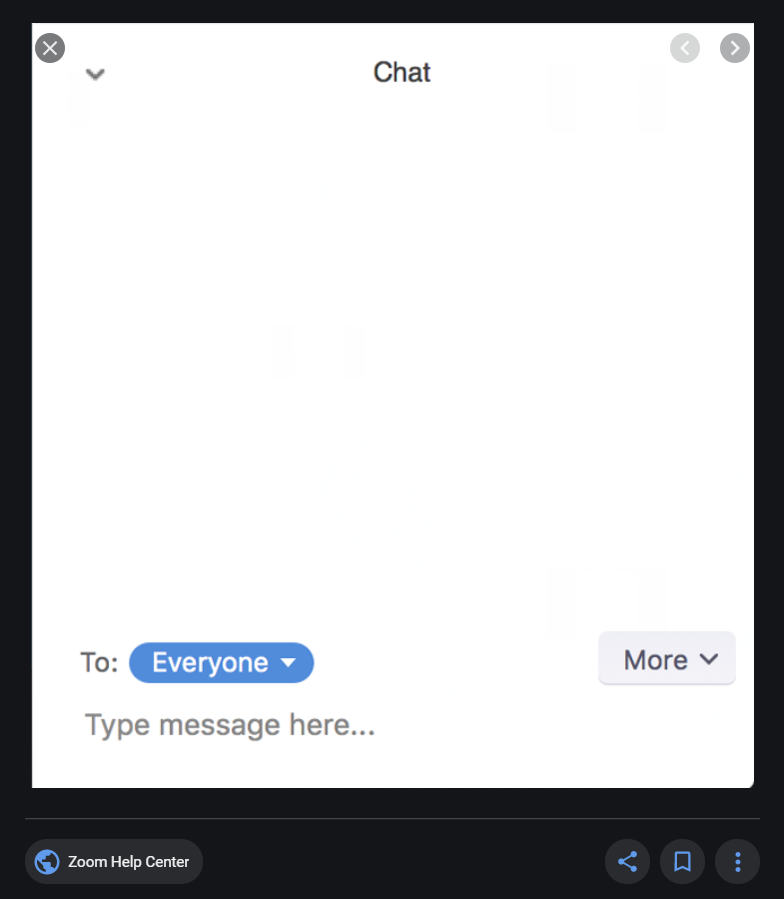 Chat
To: Everyone
More
Type message here...
Zoom Help Center